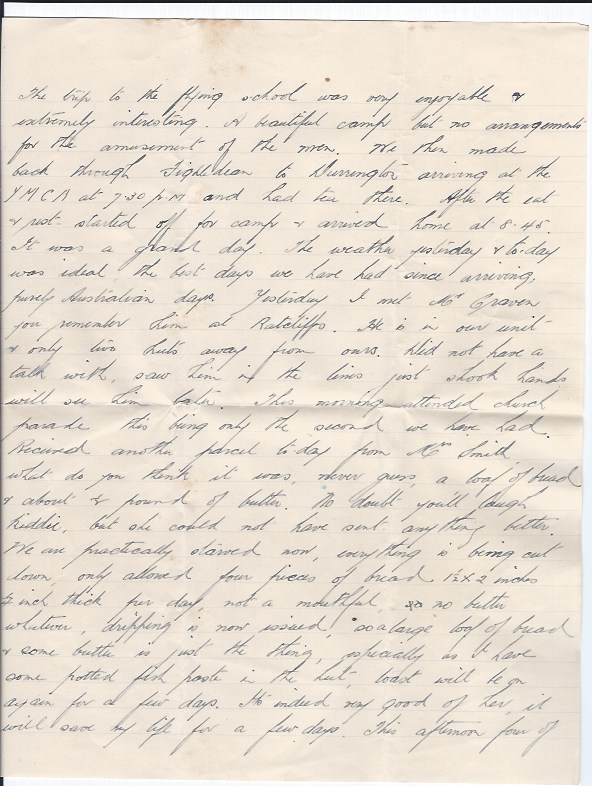 The trip to the flying school was very enjoyable &
extremely interesting. A beautiful camp but no arrangements
for the amusement of the men. We then made
back through Figheldean to Durrington arriving at the
YMCA at 7-30 p.m and had tea there. After the eat
& rest- started off for camp & arrived home at 8-45.
It was a grand day. The weather yesterday & to-day
was ideal, the best days we have had since arriving,
purely Australian days. Yesterday I met Mr Craven
you remember him at Ratcliffs. He is in our unit-
& only two huts away from ours. Did not have a
talk with, saw him in the lines just shook hands
will see him later. This morning attended church
parade this being only the second we have had.
Received another parcel to-day from Mrs Smith
what do you think it was, never guess, a loaf of bread
& about ½ pound of butter. No doubt you'll laugh
Kiddie, but she could not have sent anything better.
We are practically starved now, everything is being cut
down, only allowed four pieces of bread 1½ X 2 inches
½ inch thick per day, not a mouthful, no butter
whatever, dripping is now issued, so a large loaf of bread
& some butter is just the thing, especially as I have
some potted fish paste in the hut, toast will be on
again for a few days. It's indeed very good of her, it
will save my life for a few days. This afternoon four of